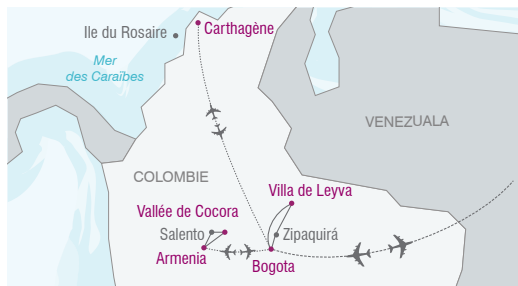 Carthagène
Ile du Rosaire
Mer
des Caraïbes
VENEZUALA
COLOMBIE
Villa de Leyva
Vallée de Cocora
Salento
Zipaquirá
Armenia
Bogota